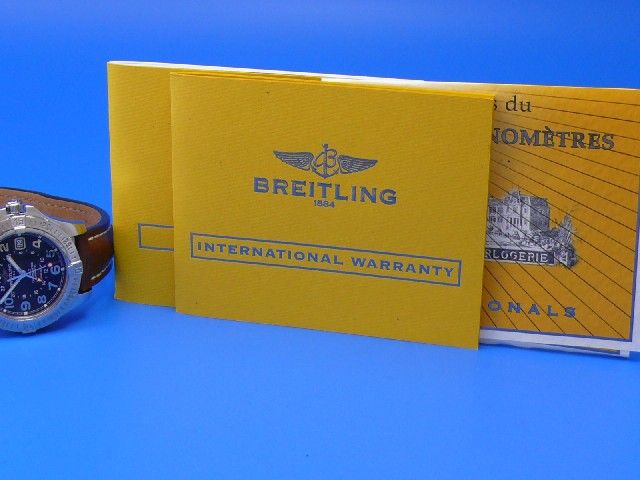 BREITLING
1884
INTERNATIONAL WARRANTY
du
NOMÈTRES
RLOGERIE
ONALS